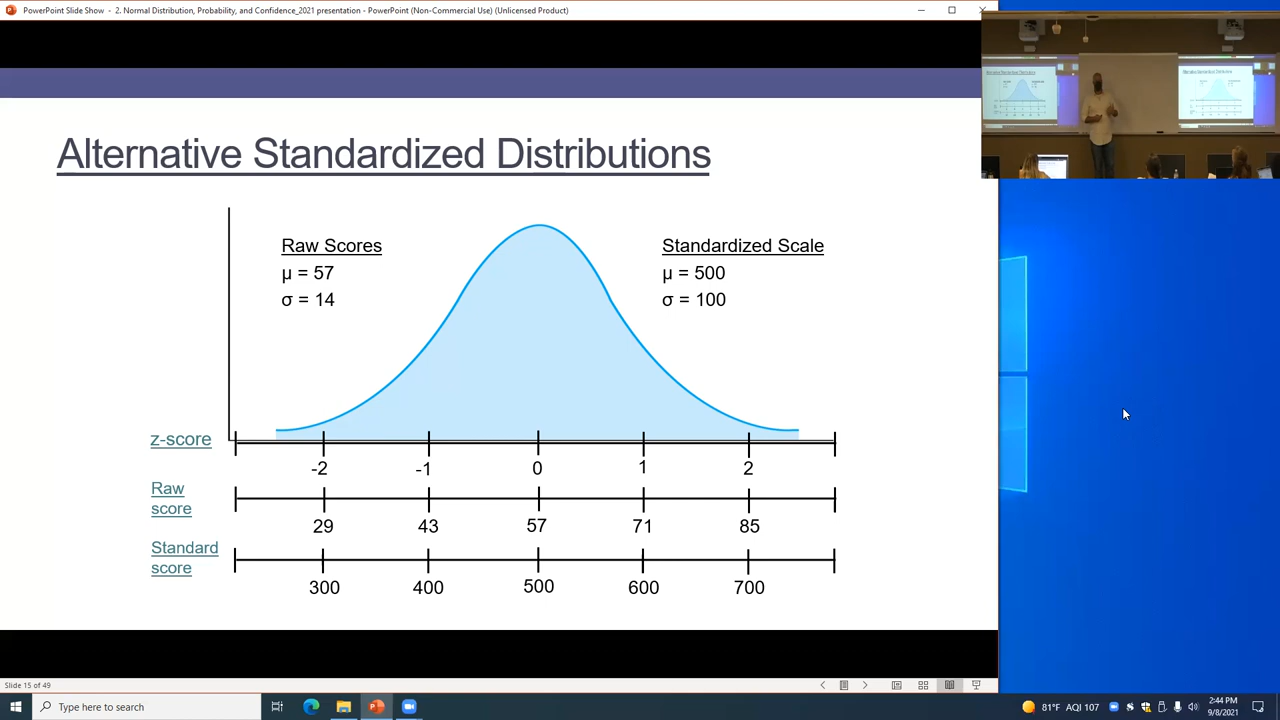 PowerPoint Slide Show - 2. Normal Distribution, Probability, and Confidence_2021 presentation - PowerPoint (Non-Commercial Use) (Unlicensed Product)
Alternative Standardized Distributions
Raw Scores
μ = 57
σ = 14
Standardized Scale
μ = 500
σ = 100
z-score
-2 -1 0 1 2
Raw
score
29 43 57 71 85
Standard
score
300 400 500 600 700
Slide 15 of 49
Type here to search
81°F AQI 107
2:44 PM
9/8/2021